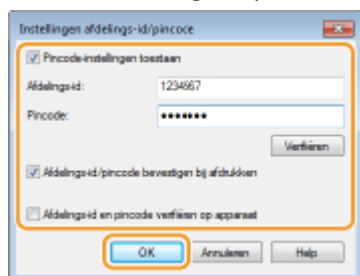 Instellingen afdelings-id/pincode
Pincode-instellingen toestaan
Afdelings-id: 1234567
Pincode: •••••••
Verifiëren
Afdelings-id/pincode bevestigen bij afdrukken
Afdelings-id en pincode verifiëren op apparaat
OK Annuleren Help